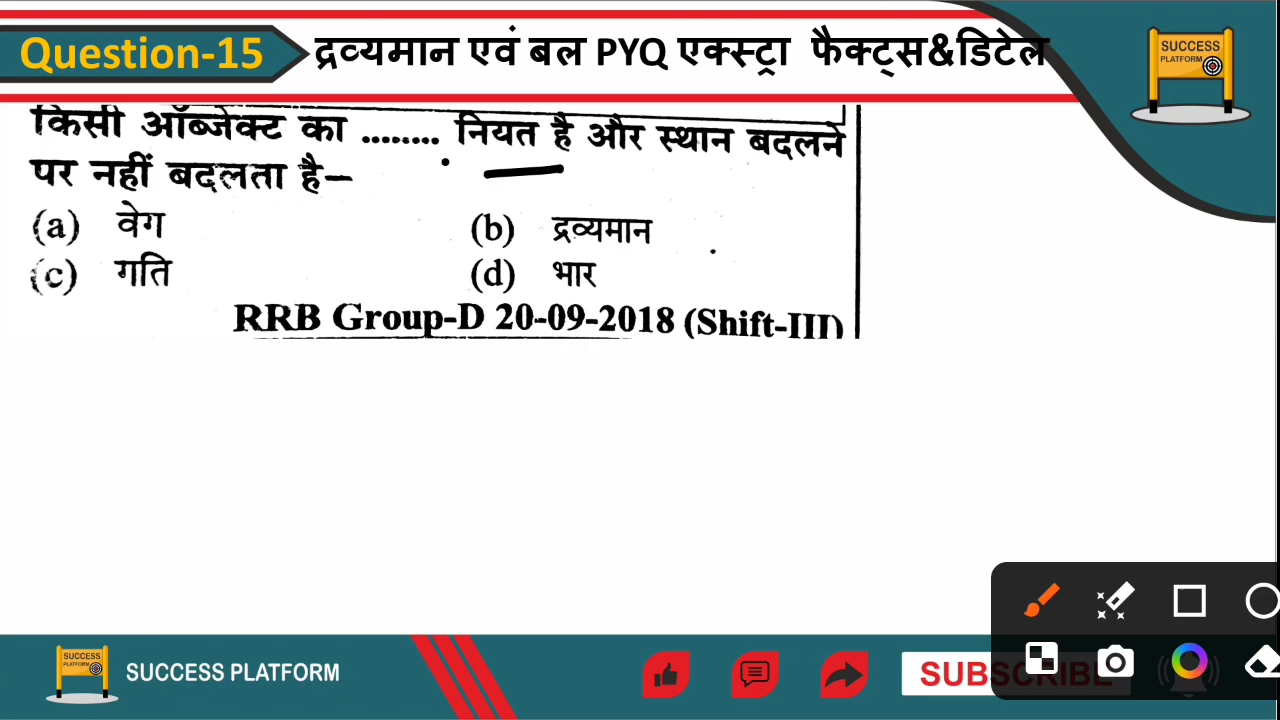 Question-15
द्रव्यमान एवं बल PYQ एक्स्ट्रा फैक्ट्स&डिटेल
SUCCESS
PLATFORM
किसी ऑब्जेक्ट का ........ नियत है और स्थान बदलने
पर नहीं बदलता है–
(a) वेग (b) द्रव्यमान
(c) गति (d) भार
RRB Group-D 20-09-2018 (Shift-III)
SUCCESS
PLATFORM
SUCCESS PLATFORM
SUBSCRIBE